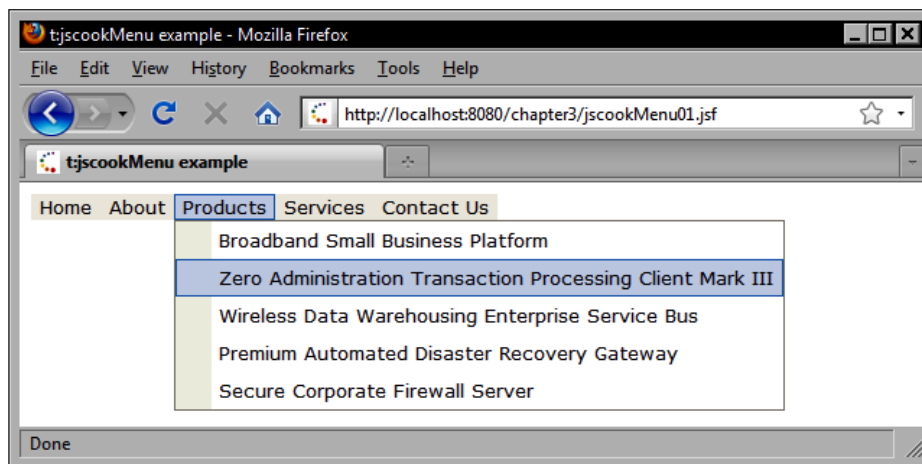 t:jscookMenu example - Mozilla Firefox
File Edit View History Bookmarks Tools Help
http://localhost:8080/chapter3/jscookMenu01.jsf
t:jscookMenu example
Home About Products Services Contact Us
Broadband Small Business Platform
Zero Administration Transaction Processing Client Mark III
Wireless Data Warehousing Enterprise Service Bus
Premium Automated Disaster Recovery Gateway
Secure Corporate Firewall Server
Done